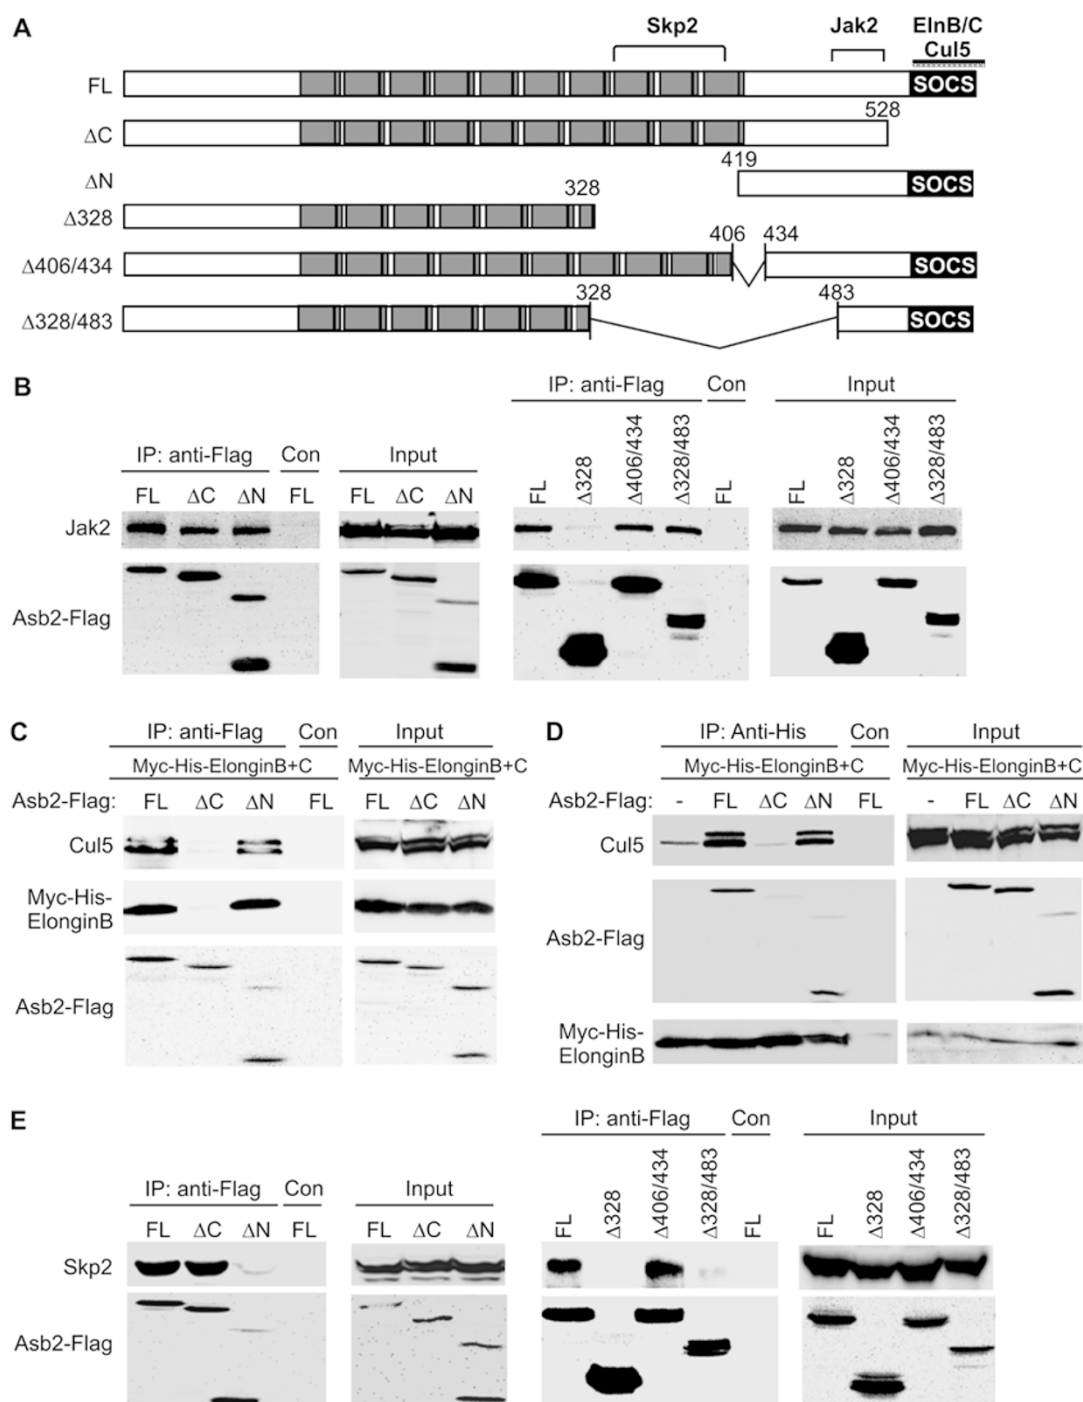 A
Skp2 Jak2 ElnB/C
Cul5
FL SOCS
528
ΔC
419
ΔN SOCS
328
Δ328
406 434
Δ406/434 SOCS
328 483
Δ328/483 SOCS
B
IP: anti-Flag Con Input
FL ΔC ΔN FL FL ΔC ΔN
IP: anti-Flag Con Input
FL Δ328 Δ406/434 Δ328/483 FL FL Δ328 Δ406/434 Δ328/483
Jak2
Asb2-Flag
C
IP: anti-Flag Con Input
Myc-His-ElonginB+C Myc-His-ElonginB+C
Asb2-Flag: FL ΔC ΔN FL FL ΔC ΔN
Cul5
Myc-His-
ElonginB
Asb2-Flag
D
IP: Anti-His Con Input
Myc-His-ElonginB+C Myc-His-ElonginB+C
Asb2-Flag: - FL ΔC ΔN FL - FL ΔC ΔN
Cul5
Asb2-Flag
Myc-His-
ElonginB
E
IP: anti-Flag Con Input
FL ΔC ΔN FL FL ΔC ΔN
IP: anti-Flag Con Input
FL Δ328 Δ406/434 Δ328/483 FL FL Δ328 Δ406/434 Δ328/483
Skp2
Asb2-Flag